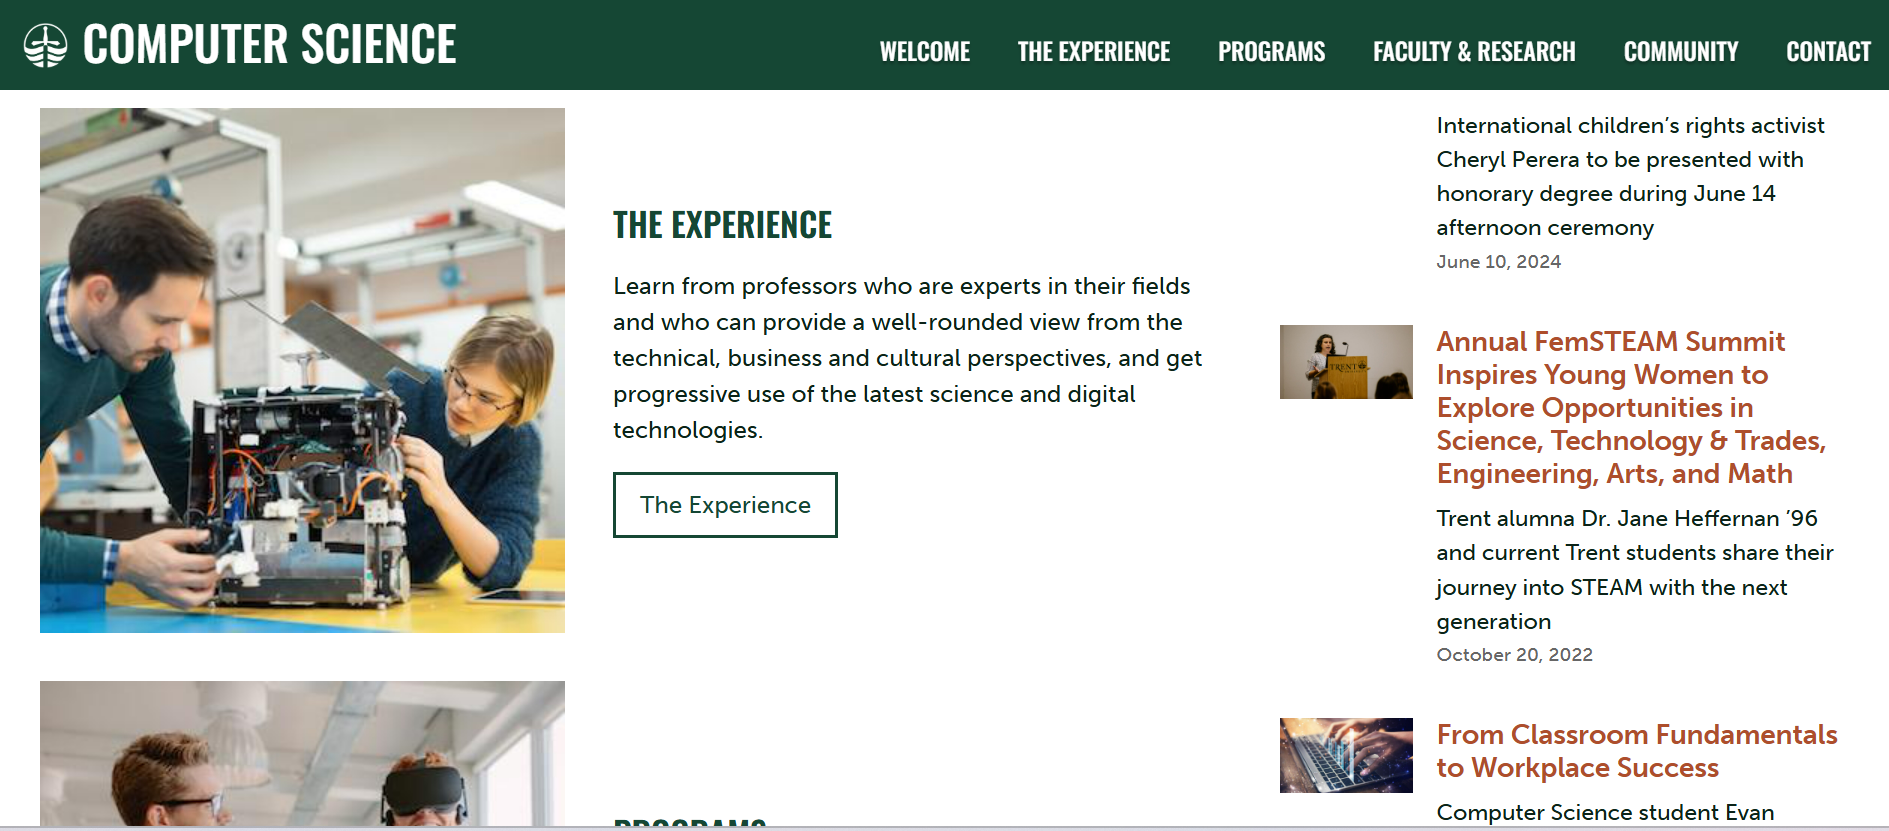 COMPUTER SCIENCE
WELCOME
THE EXPERIENCE
PROGRAMS
FACULTY & RESEARCH
COMMUNITY
CONTACT
THE EXPERIENCE
Learn from professors who are experts in their fields
and who can provide a well-rounded view from the
technical, business and cultural perspectives, and get
progressive use of the latest science and digital
technologies.
The Experience
PROGRAMS
International children’s rights activist
Cheryl Perera to be presented with
honorary degree during June 14
afternoon ceremony
June 10, 2024
TRENT
Annual FemSTEAM Summit
Inspires Young Women to
Explore Opportunities in
Science, Technology & Trades,
Engineering, Arts, and Math
Trent alumna Dr. Jane Heffernan ’96
and current Trent students share their
journey into STEAM with the next
generation
October 20, 2022
From Classroom Fundamentals
to Workplace Success
Computer Science student Evan